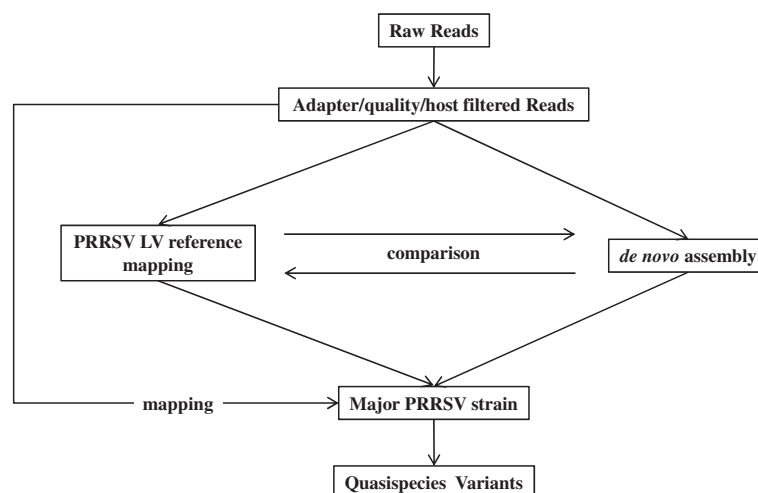 Raw Reads
Adapter/quality/host filtered Reads
PRRSV LV reference
mapping
comparison
de novo assembly
mapping
Major PRRSV strain
Quasispecies Variants